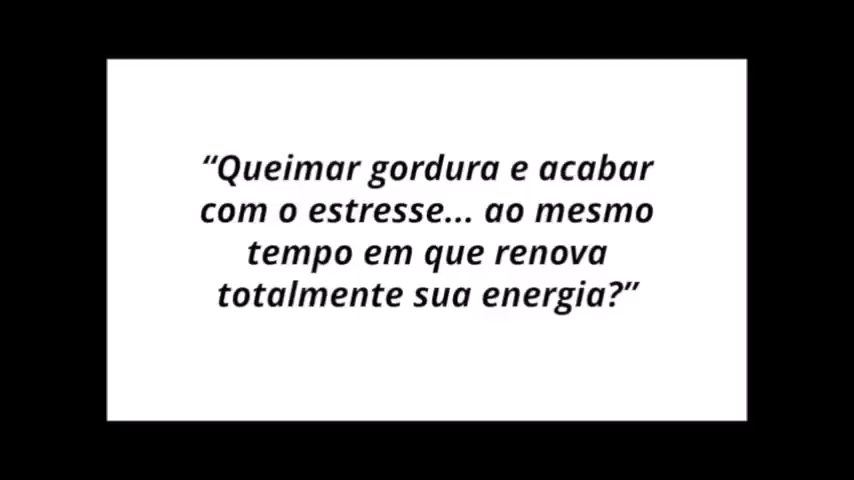 “Queimar gordura e acabar
com o estresse... ao mesmo
tempo em que renova
totalmente sua energia?”